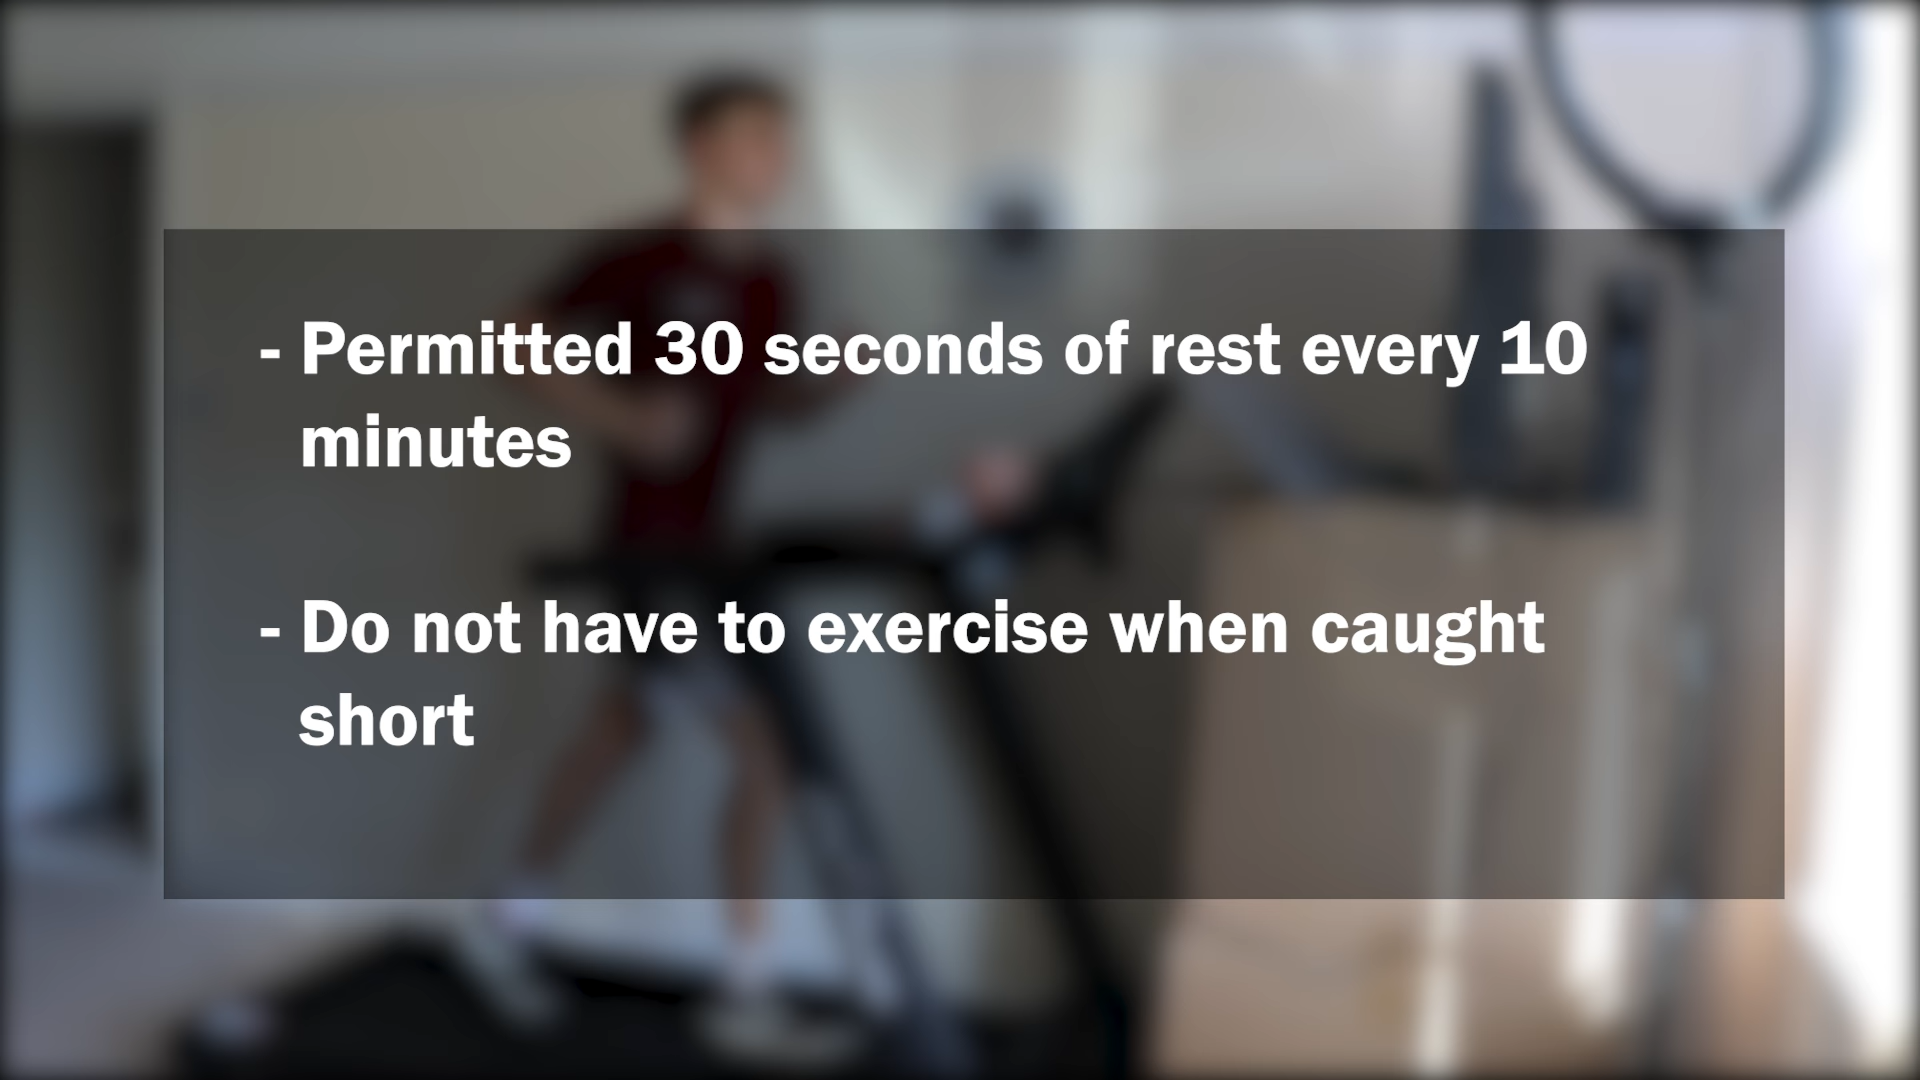 - Permitted 30 seconds of rest every 10
minutes
- Do not have to exercise when caught
short